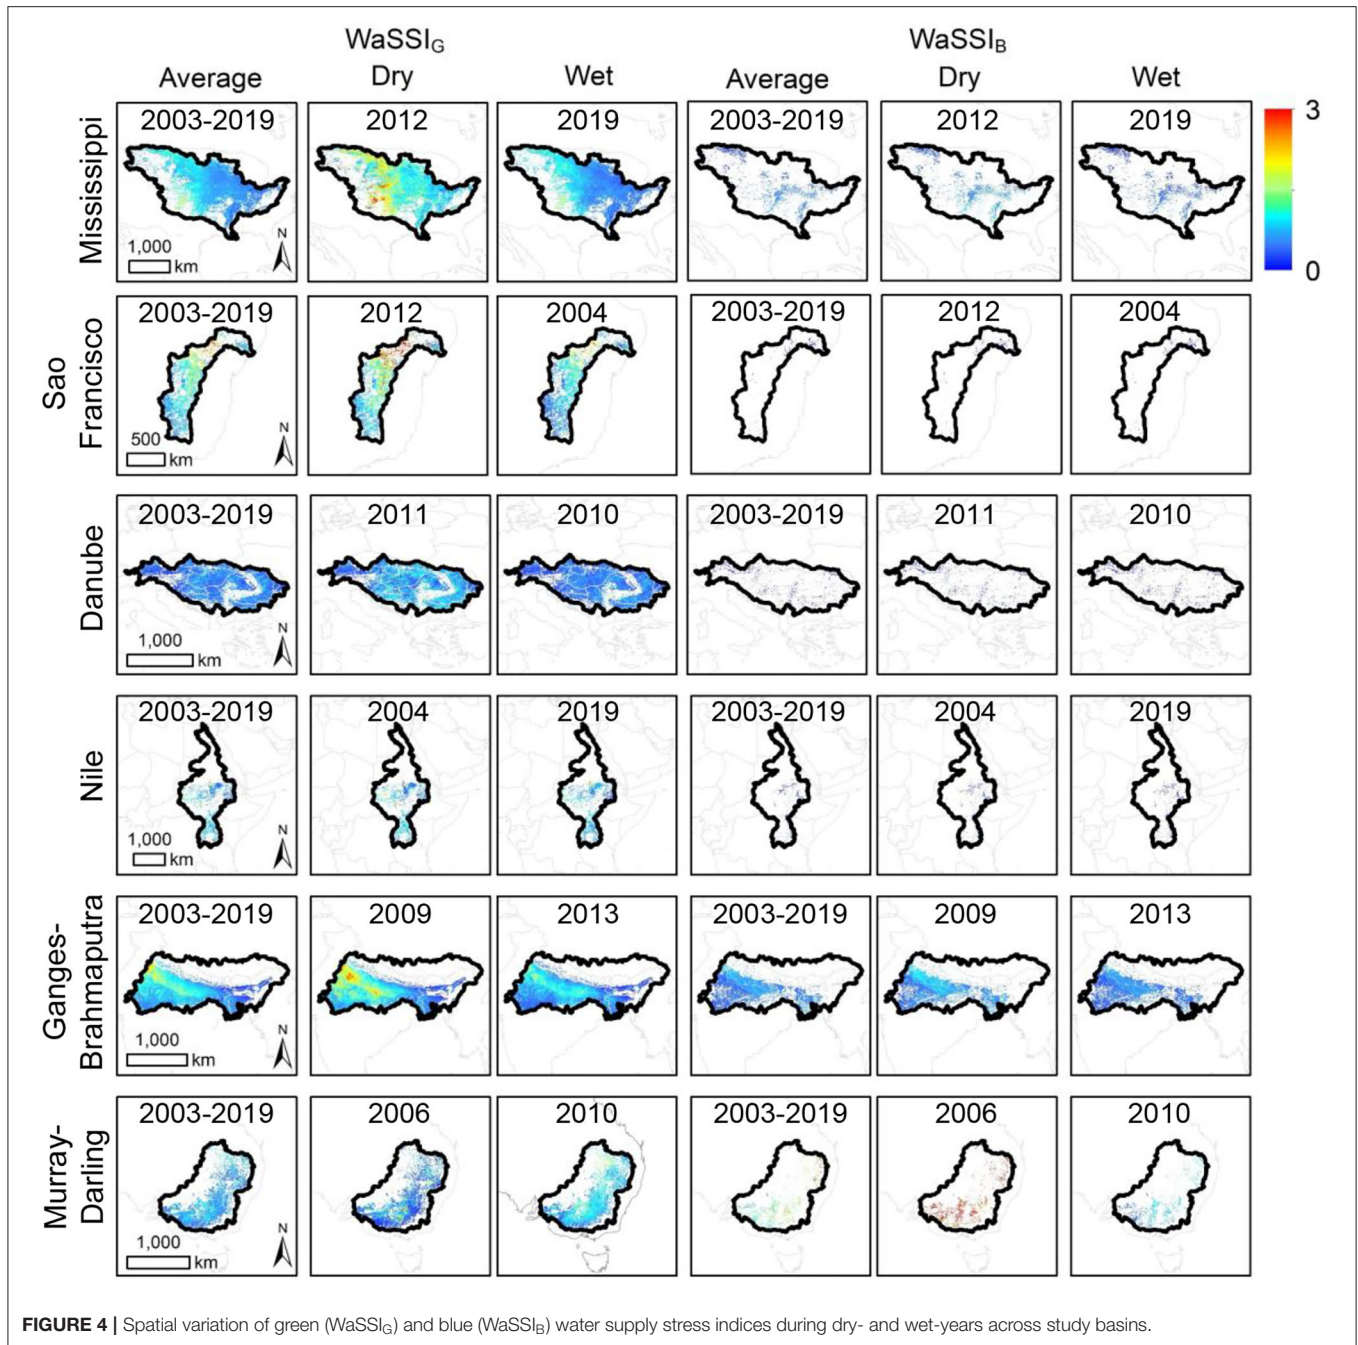 WaSSIG WaSSIB
Average Dry Wet Average Dry Wet
Mississippi
2003-2019 2012 2019 2003-2019 2012 2019
3
0
1,000 km N
Sao Francisco
2003-2019 2012 2004 2003-2019 2012 2004
500 km N
Danube
2003-2019 2011 2010 2003-2019 2011 2010
1,000 km N
Nile
2003-2019 2004 2019 2003-2019 2004 2019
1,000 km N
Ganges-
Brahmaputra
2003-2019 2009 2013 2003-2019 2009 2013
1,000 km N
Murray-
Darling
2003-2019 2006 2010 2003-2019 2006 2010
1,000 km N
FIGURE 4 | Spatial variation of green (WaSSIG) and blue (WaSSIB) water supply stress indices during dry- and wet-years across study basins.